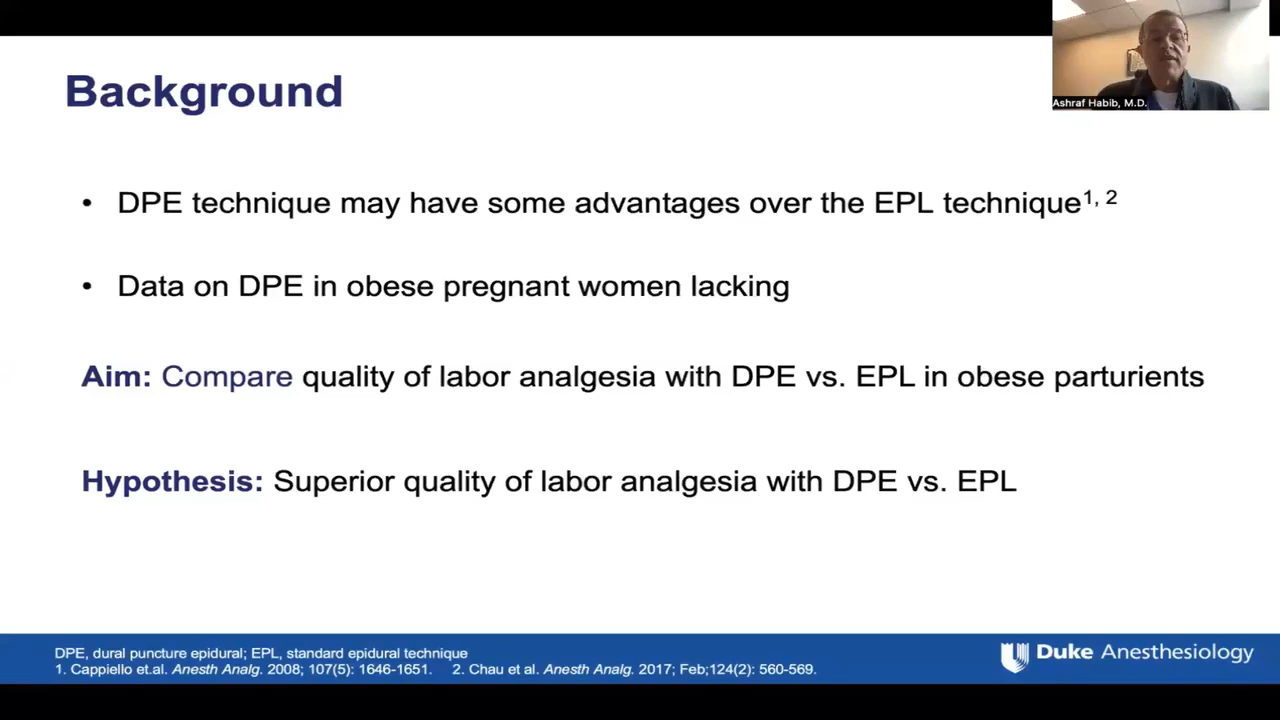 Background
Ashraf Habib, M.D.
• DPE technique may have some advantages over the EPL technique1, 2
• Data on DPE in obese pregnant women lacking
Aim: Compare quality of labor analgesia with DPE vs. EPL in obese parturients
Hypothesis: Superior quality of labor analgesia with DPE vs. EPL
DPE, dural puncture epidural; EPL, standard epidural technique
1. Cappiello et.al. Anesth Analg. 2008; 107(5): 1646-1651. 2. Chau et al. Anesth Analg. 2017; Feb;124(2): 560-569.
Duke Anesthesiology